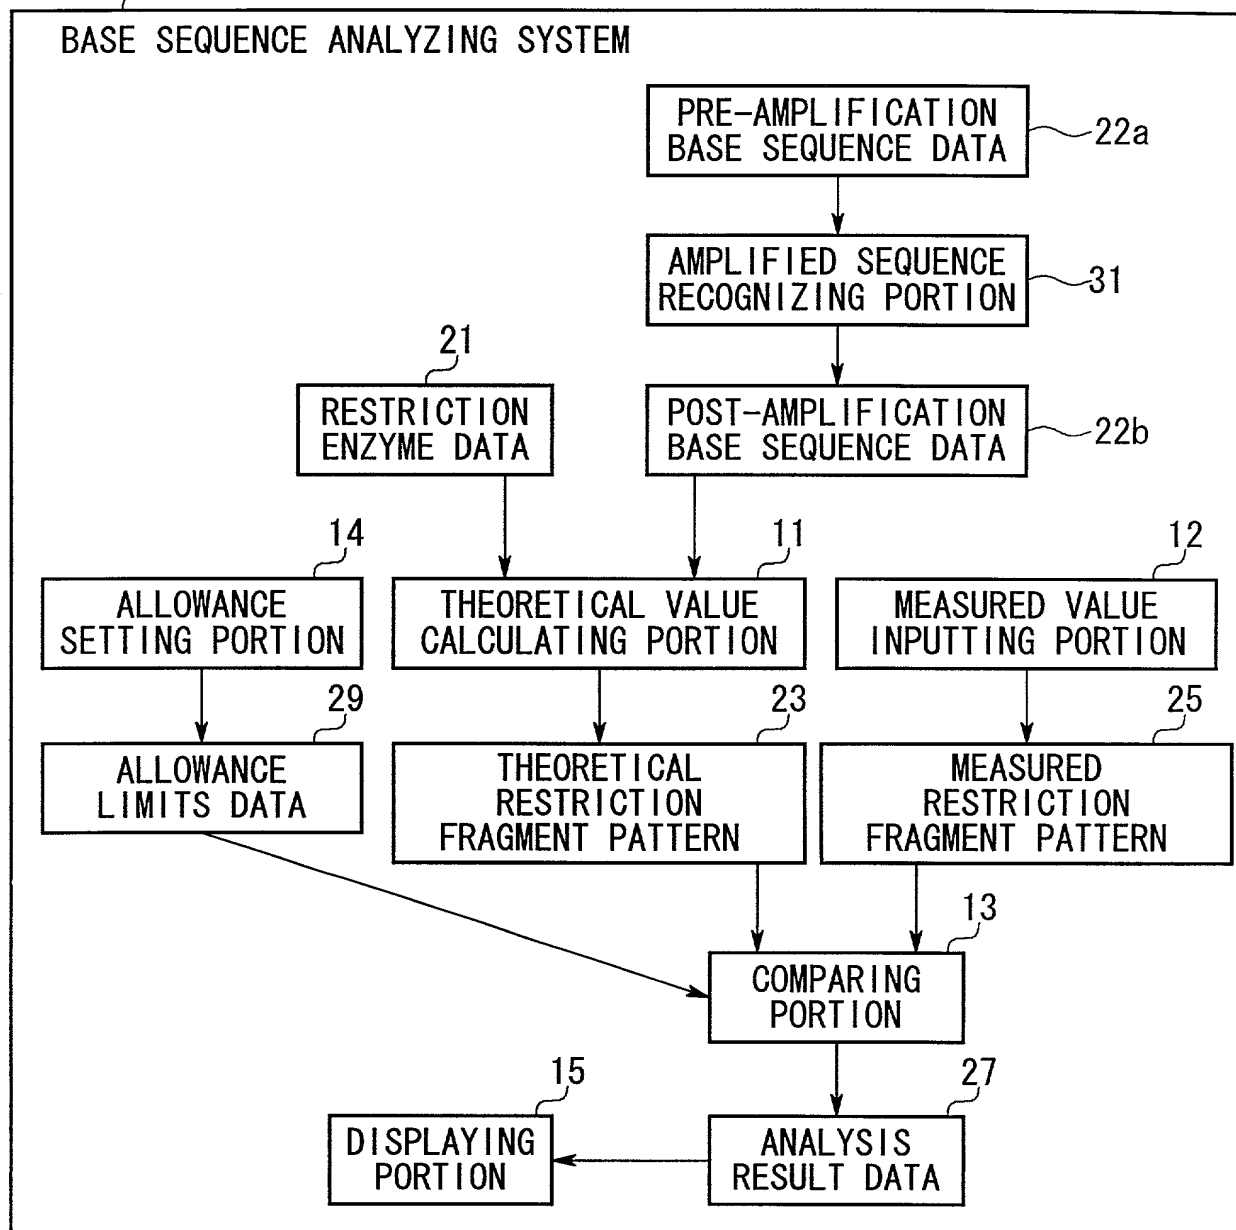 BASE SEQUENCE ANALYZING SYSTEM
PRE-AMPLIFICATION
BASE SEQUENCE DATA
22a
AMPLIFIED SEQUENCE
RECOGNIZING PORTION
31
21
RESTRICTION
ENZYME DATA
POST-AMPLIFICATION
BASE SEQUENCE DATA
22b
14
ALLOWANCE
SETTING PORTION
11
THEORETICAL VALUE
CALCULATING PORTION
12
MEASURED VALUE
INPUTTING PORTION
29
ALLOWANCE
LIMITS DATA
23
THEORETICAL
RESTRICTION
FRAGMENT PATTERN
25
MEASURED
RESTRICTION
FRAGMENT PATTERN
13
COMPARING
PORTION
15
DISPLAYING
PORTION
27
ANALYSIS
RESULT DATA